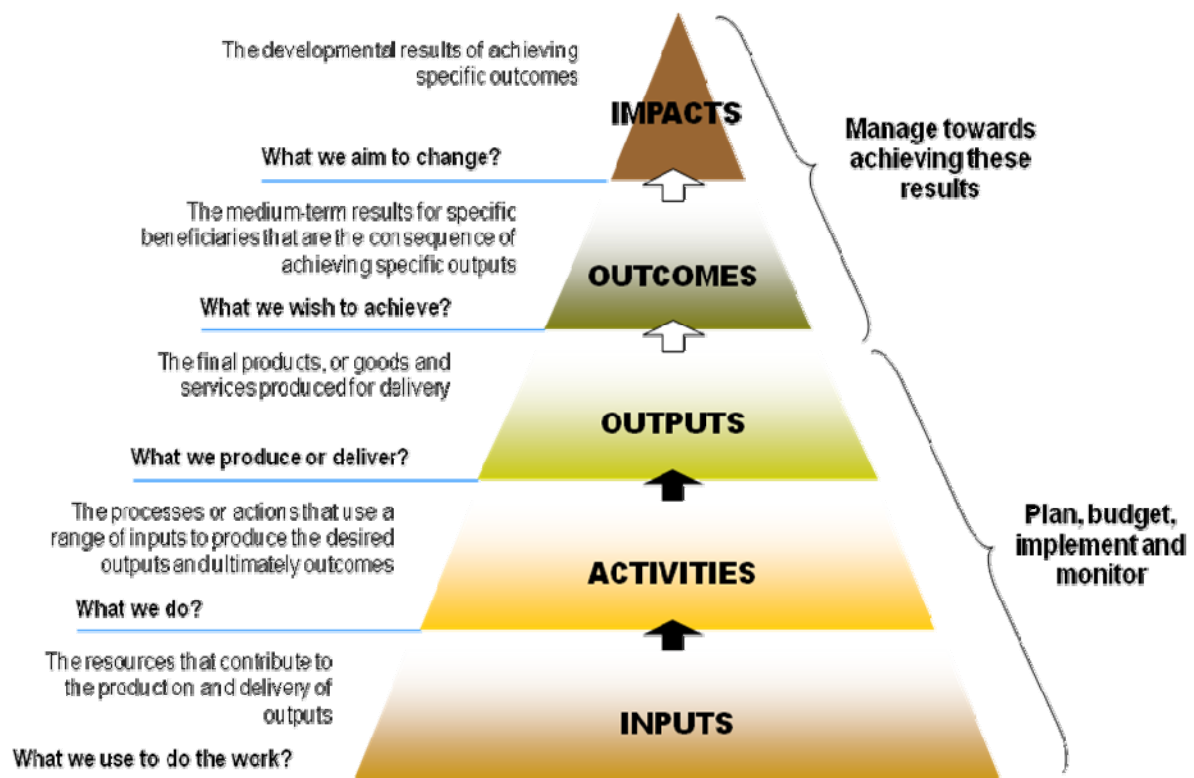 The developmental results of achieving
specific outcomes
IMPACTS
What we aim to change?
Manage towards
achieving these
results
The medium-term results for specific
beneficiaries that are the consequence of
achieving specific outputs
OUTCOMES
What we wish to achieve?
The final products, or goods and
services produced for delivery
OUTPUTS
What we produce or deliver?
The processes or actions that use a
range of inputs to produce the desired
outputs and ultimately outcomes
ACTIVITIES
What we do?
Plan, budget,
implement and
monitor
The resources that contribute to
the production and delivery of
outputs
INPUTS
What we use to do the work?